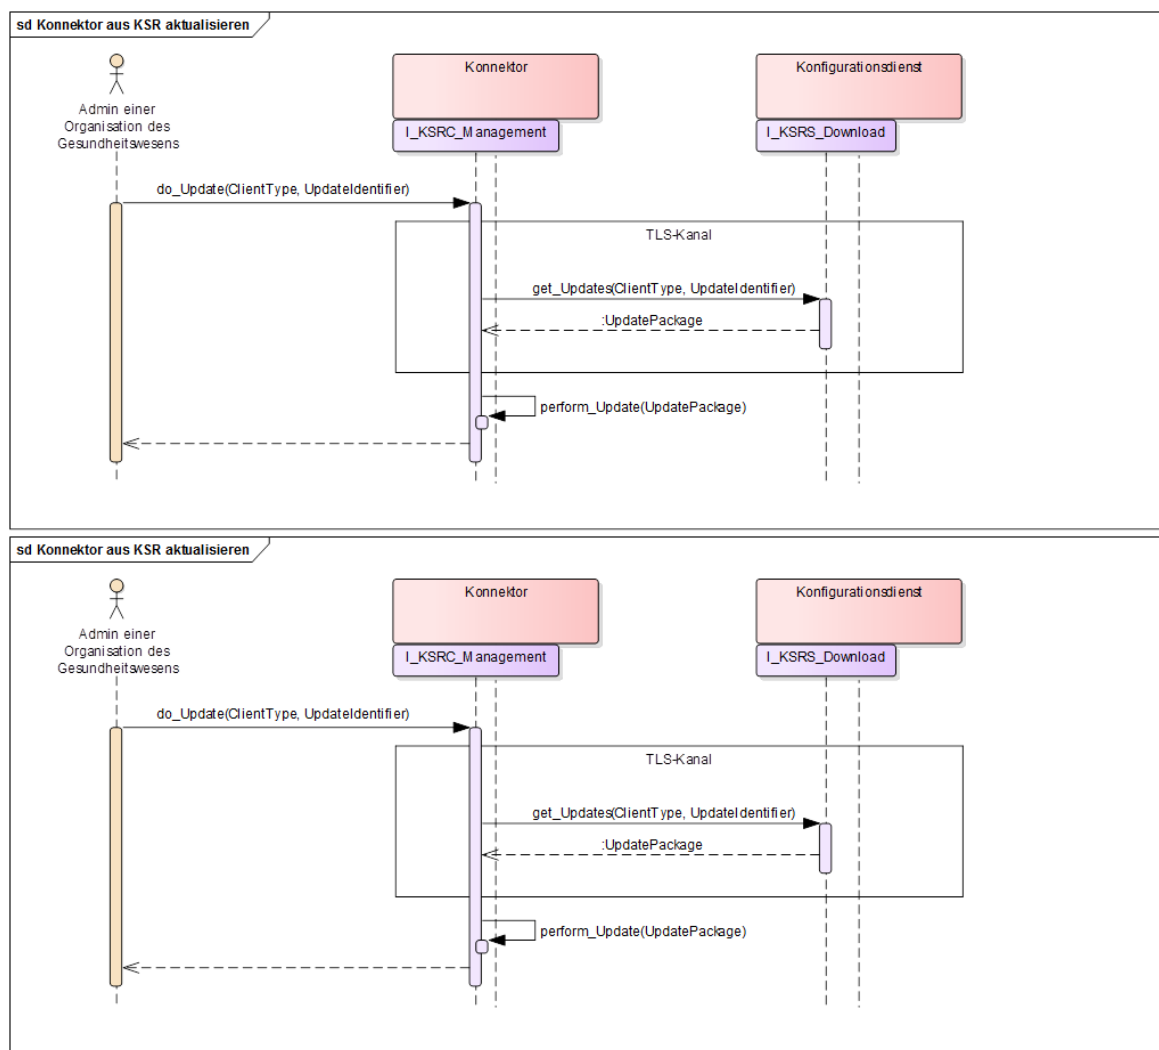 sd Konnektor aus KSR aktualisieren
Konnektor
Konfigurationsdienst
Admin einer
Organisation des
Gesundheitswesens
I_KSRC_Management
I_KSRS_Download
do_Update(ClientType, UpdateIdentifier)
TLS-Kanal
get_Updates(ClientType, UpdateIdentifier)
:UpdatePackage
perform_Update(UpdatePackage)
sd Konnektor aus KSR aktualisieren
Konnektor
Konfigurationsdienst
Admin einer
Organisation des
Gesundheitswesens
I_KSRC_Management
I_KSRS_Download
do_Update(ClientType, UpdateIdentifier)
TLS-Kanal
get_Updates(ClientType, UpdateIdentifier)
:UpdatePackage
perform_Update(UpdatePackage)